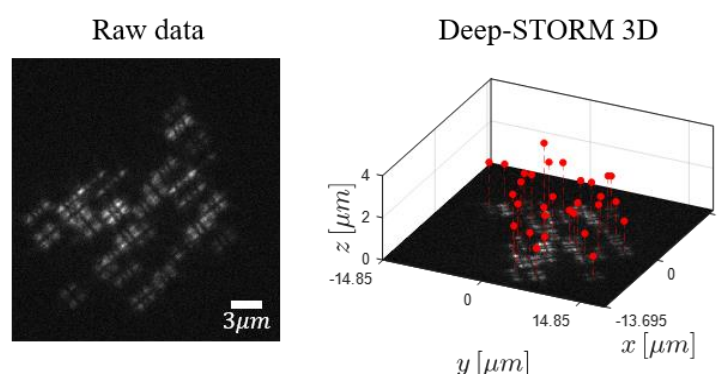 Raw data
3μm
Deep-STORM 3D
4
2
0
z [μm]
-14.85
0
14.85
y [μm]
-13.695
0
x [μm]